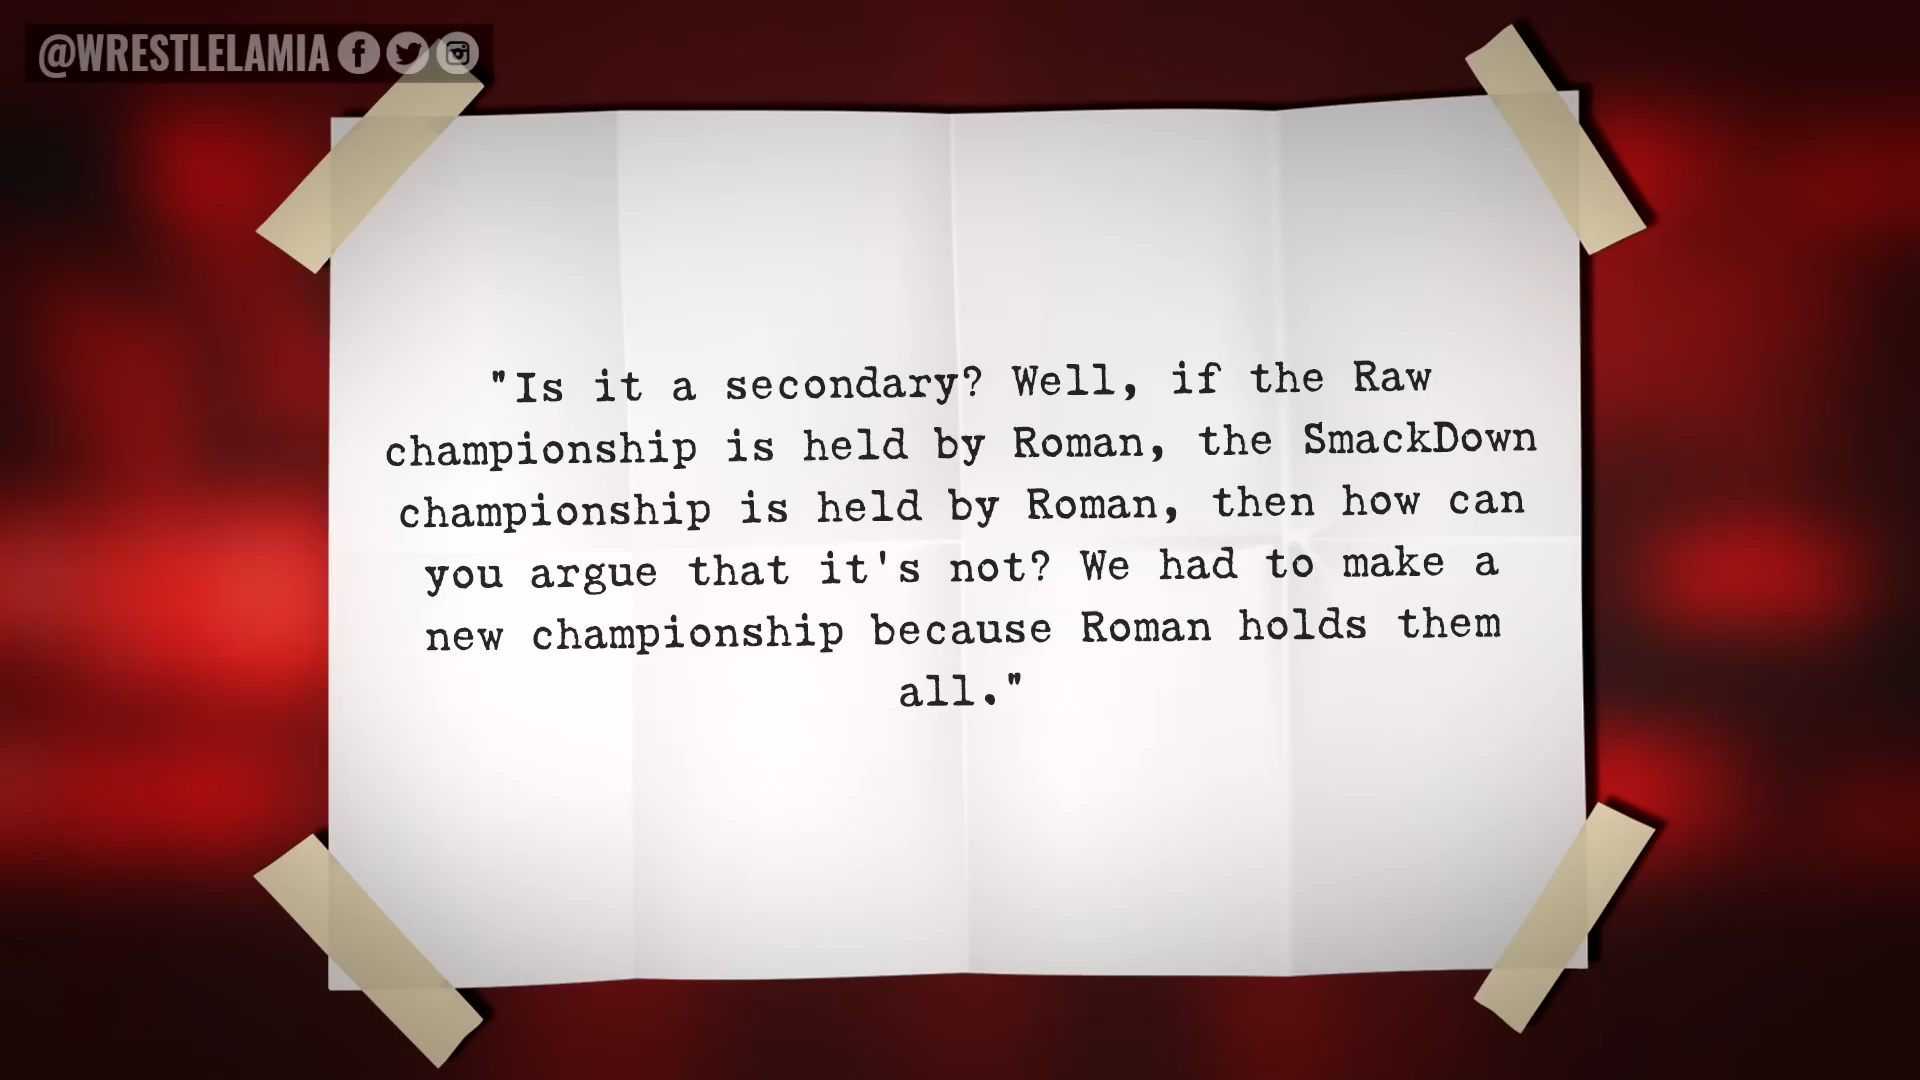 @WRESTLELAMIA
"Is it a secondary? Well, if the Raw
championship is held by Roman, the SmackDown
championship is held by Roman, then how can
you argue that it's not? We had to make a
new championship because Roman holds them
all."